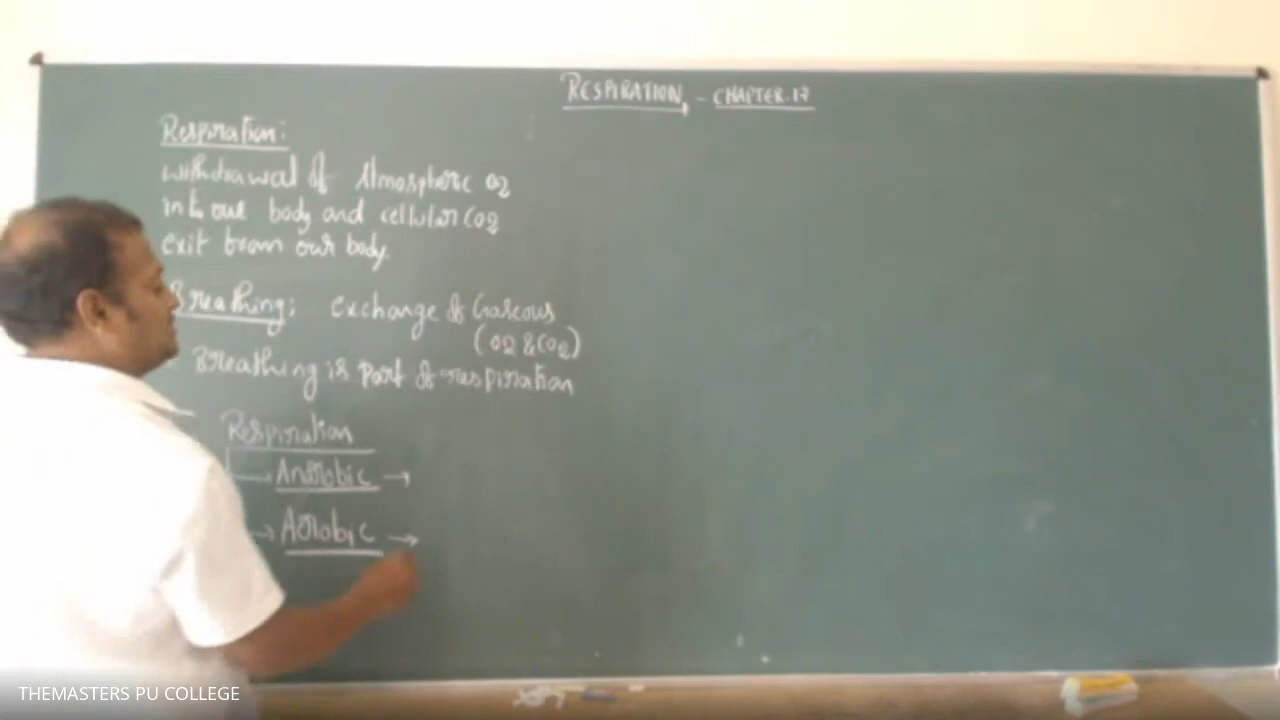 RESPIRATION, - CHAPTER.17
Respiration:
withdrawal of Atmospheric O2
into our body and cellular CO2
exit from our body.
Breathing: exchange of Gaseous
(O2 & CO2)
Breathing is part of respiration
Respiration
→ Anerobic →
→ Aerobic →
THEMASTERS PU COLLEGE